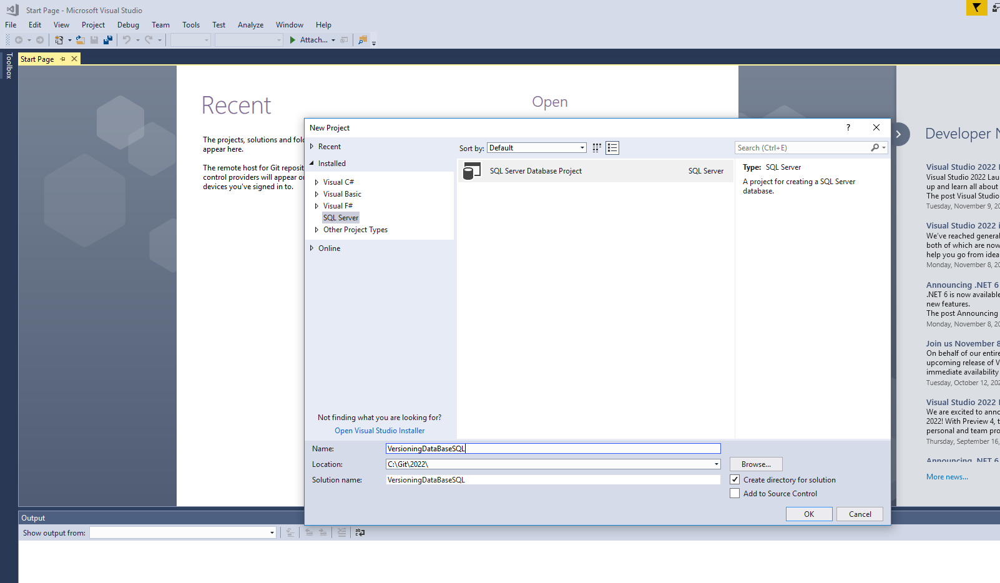 Start Page - Microsoft Visual Studio
File Edit View Project Debug Team Tools Test Analyze Window Help
Attach...
Toolbox
Start Page
Recent
The projects, solutions and fol
appear here.
The remote host for Git reposit
control providers will appear o
devices you've signed in to.
Open
New Project
?
Recent
Installed
Visual C#
Visual Basic
Visual F#
SQL Server
Other Project Types
Online
Not finding what you are looking for?
Open Visual Studio Installer
Sort by: Default
Search (Ctrl+E)
SQL Server Database Project SQL Server
Type: SQL Server
A project for creating a SQL Server
database.
Name: VersioningDataBaseSQL
Location: C:\Git\2022\
Browse...
Solution name: VersioningDataBaseSQL
Create directory for solution
Add to Source Control
OK Cancel
Developer N
Visual Studio 2022
Visual Studio 2022 Lau
up and learn all about
The post Visual Studio
Tuesday, November 9, 20
Visual Studio 2022 i
We've reached general
both of which are now
help you go from idea
Monday, November 8, 20
Announcing .NET 6
.NET 6 is now available
new features.
The post Announcing
Monday, November 8, 20
Join us November 8
On behalf of our entire
upcoming release of V
immediate availability
Tuesday, October 12, 202
Visual Studio 2022
We are excited to anno
2022! With Preview 4, t
personal and team pro
Thursday, September 16,
Announcing .NET 6
More news...
Output
Show output from: